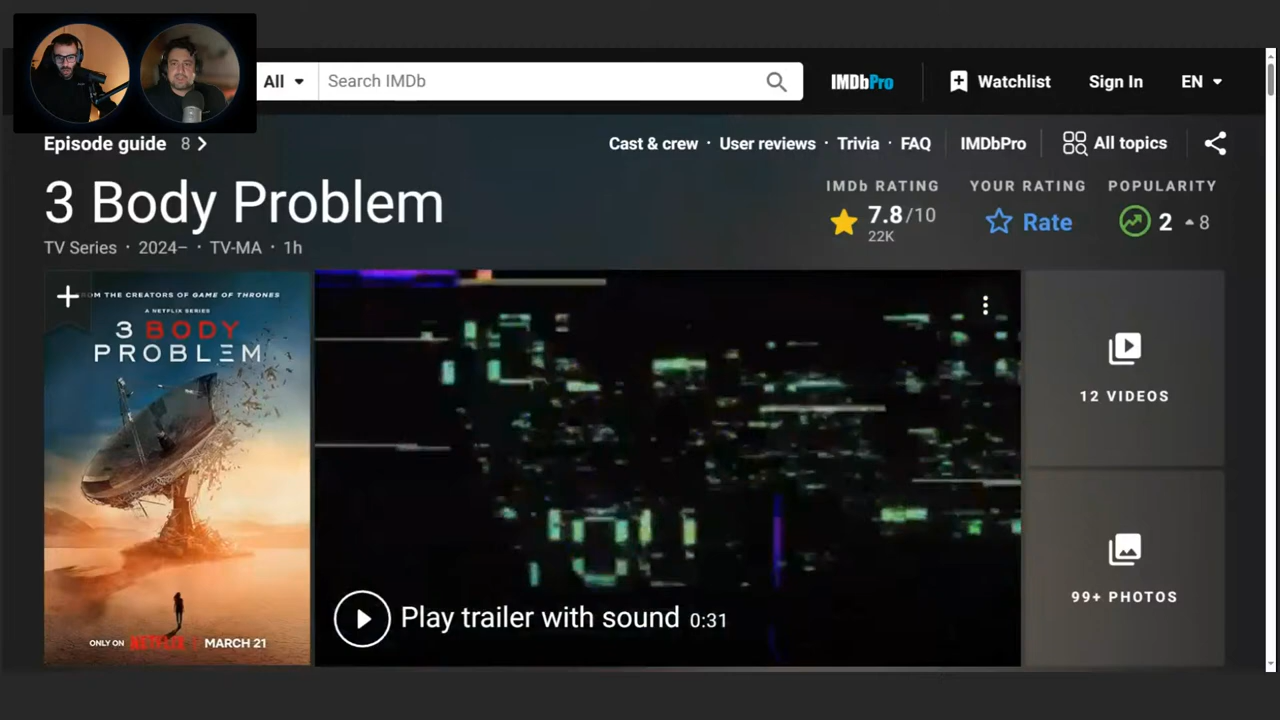 All
Search IMDb
IMDbPro
Watchlist
Sign In
EN
Episode guide 8
Cast & crew · User reviews · Trivia · FAQ
IMDbPro
All topics
3 Body Problem
TV Series · 2024– · TV-MA · 1h
IMDb RATING
7.8/10
22K
YOUR RATING
Rate
POPULARITY
2 8
OM THE CREATORS OF GAME OF THRONES
A NETFLIX SERIES
3 BODY
PROBLEM
ONLY ON NETFLIX MARCH 21
YOU
Play trailer with sound 0:31
12 VIDEOS
99+ PHOTOS